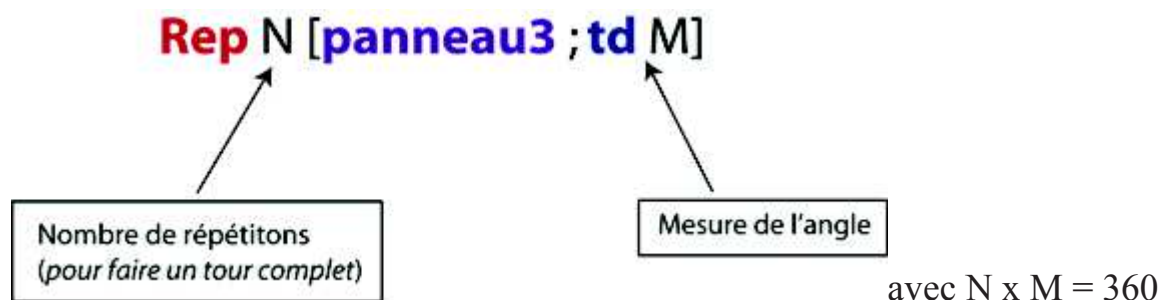 Rep N [panneau3 ; td M]
Nombre de répétitons
(pour faire un tour complet)
Mesure de l'angle
avec N x M = 360